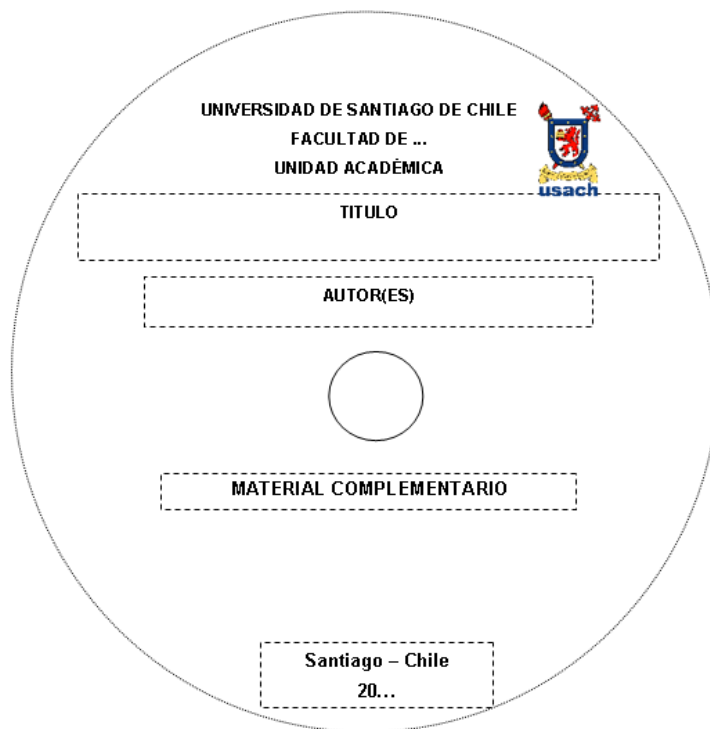 UNIVERSIDAD DE SANTIAGO DE CHILE
FACULTAD DE ...
UNIDAD ACADÉMICA
usach
TITULO
AUTOR(ES)
MATERIAL COMPLEMENTARIO
Santiago – Chile
20...